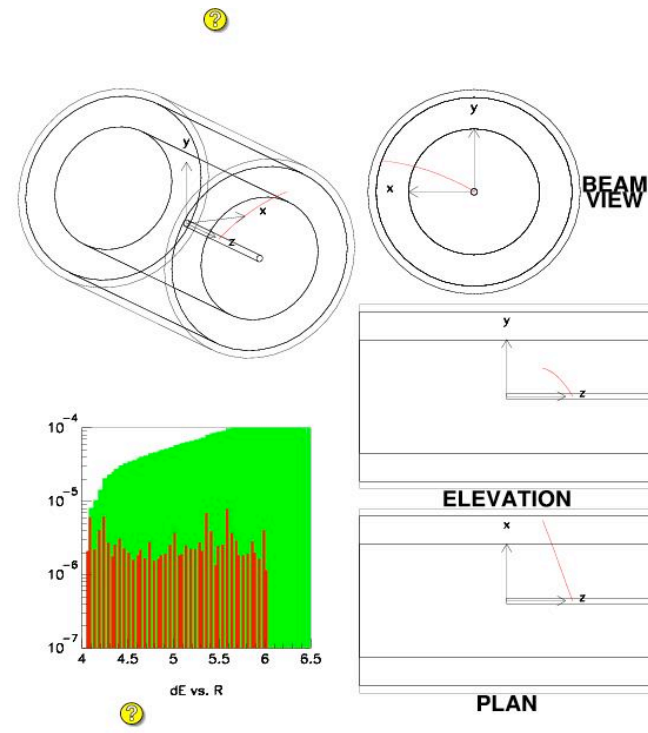 ?
y
x
z
y
x
BEAM
VIEW
y
z
ELEVATION
x
z
PLAN
10^-4
10^-5
10^-6
10^-7
4 4.5 5 5.5 6 6.5
dE vs. R
?